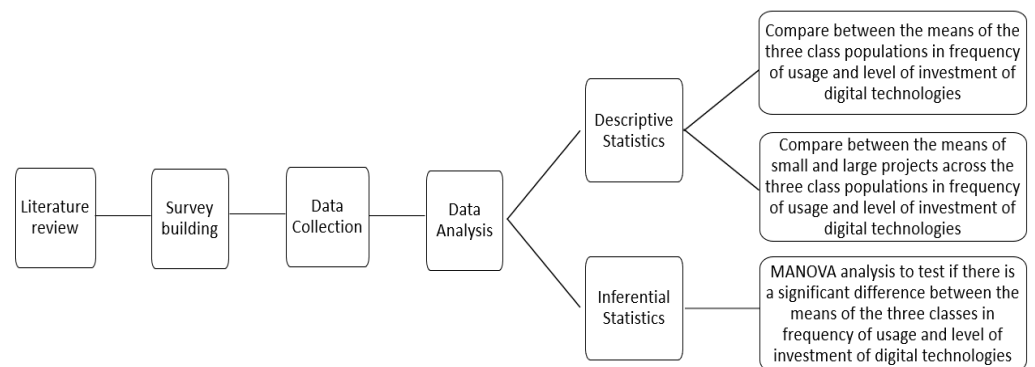 Literature
review
Survey
building
Data
Collection
Data
Analysis
Descriptive
Statistics
Compare between the means of the
three class populations in frequency
of usage and level of investment of
digital technologies
Compare between the means of
small and large projects across the
three class populations in frequency
of usage and level of investment of
digital technologies
Inferential
Statistics
MANOVA analysis to test if there is
a significant difference between the
means of the three classes in
frequency of usage and level of
investment of digital technologies